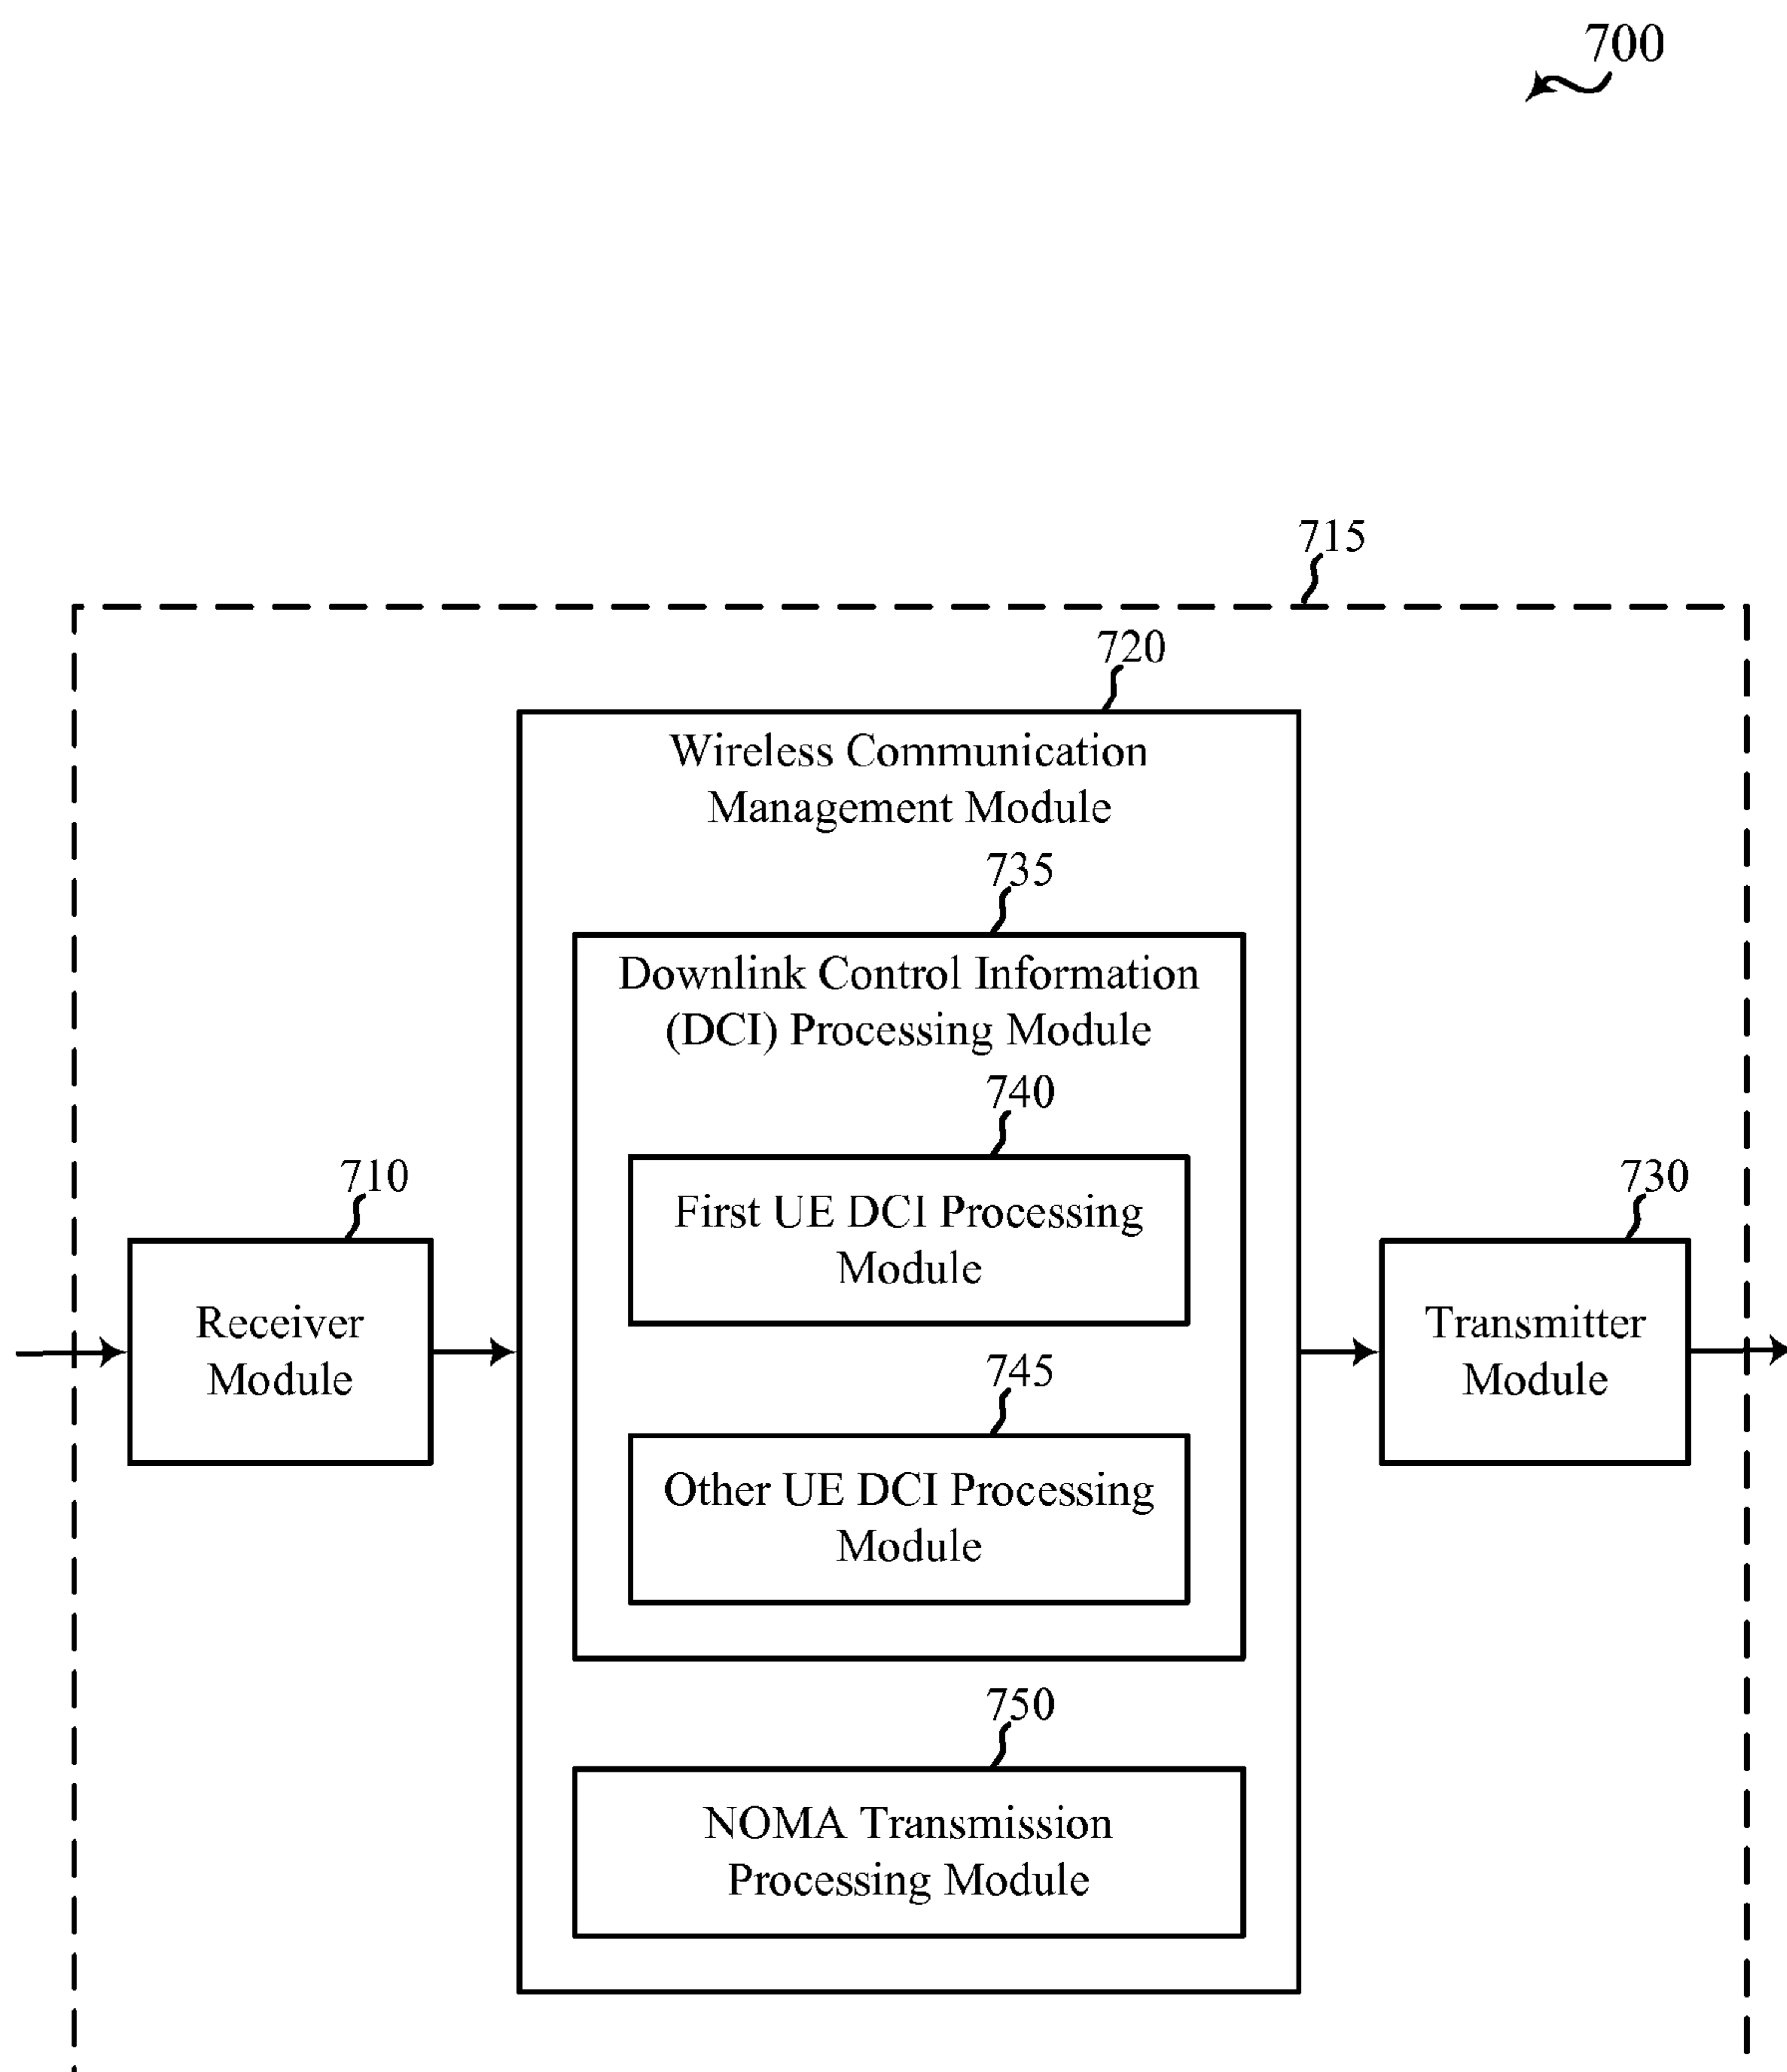 700
715
720
Wireless Communication
Management Module
735
Downlink Control Information
(DCI) Processing Module
740
First UE DCI Processing
Module
710
Receiver
Module
730
Transmitter
Module
745
Other UE DCI Processing
Module
750
NOMA Transmission
Processing Module